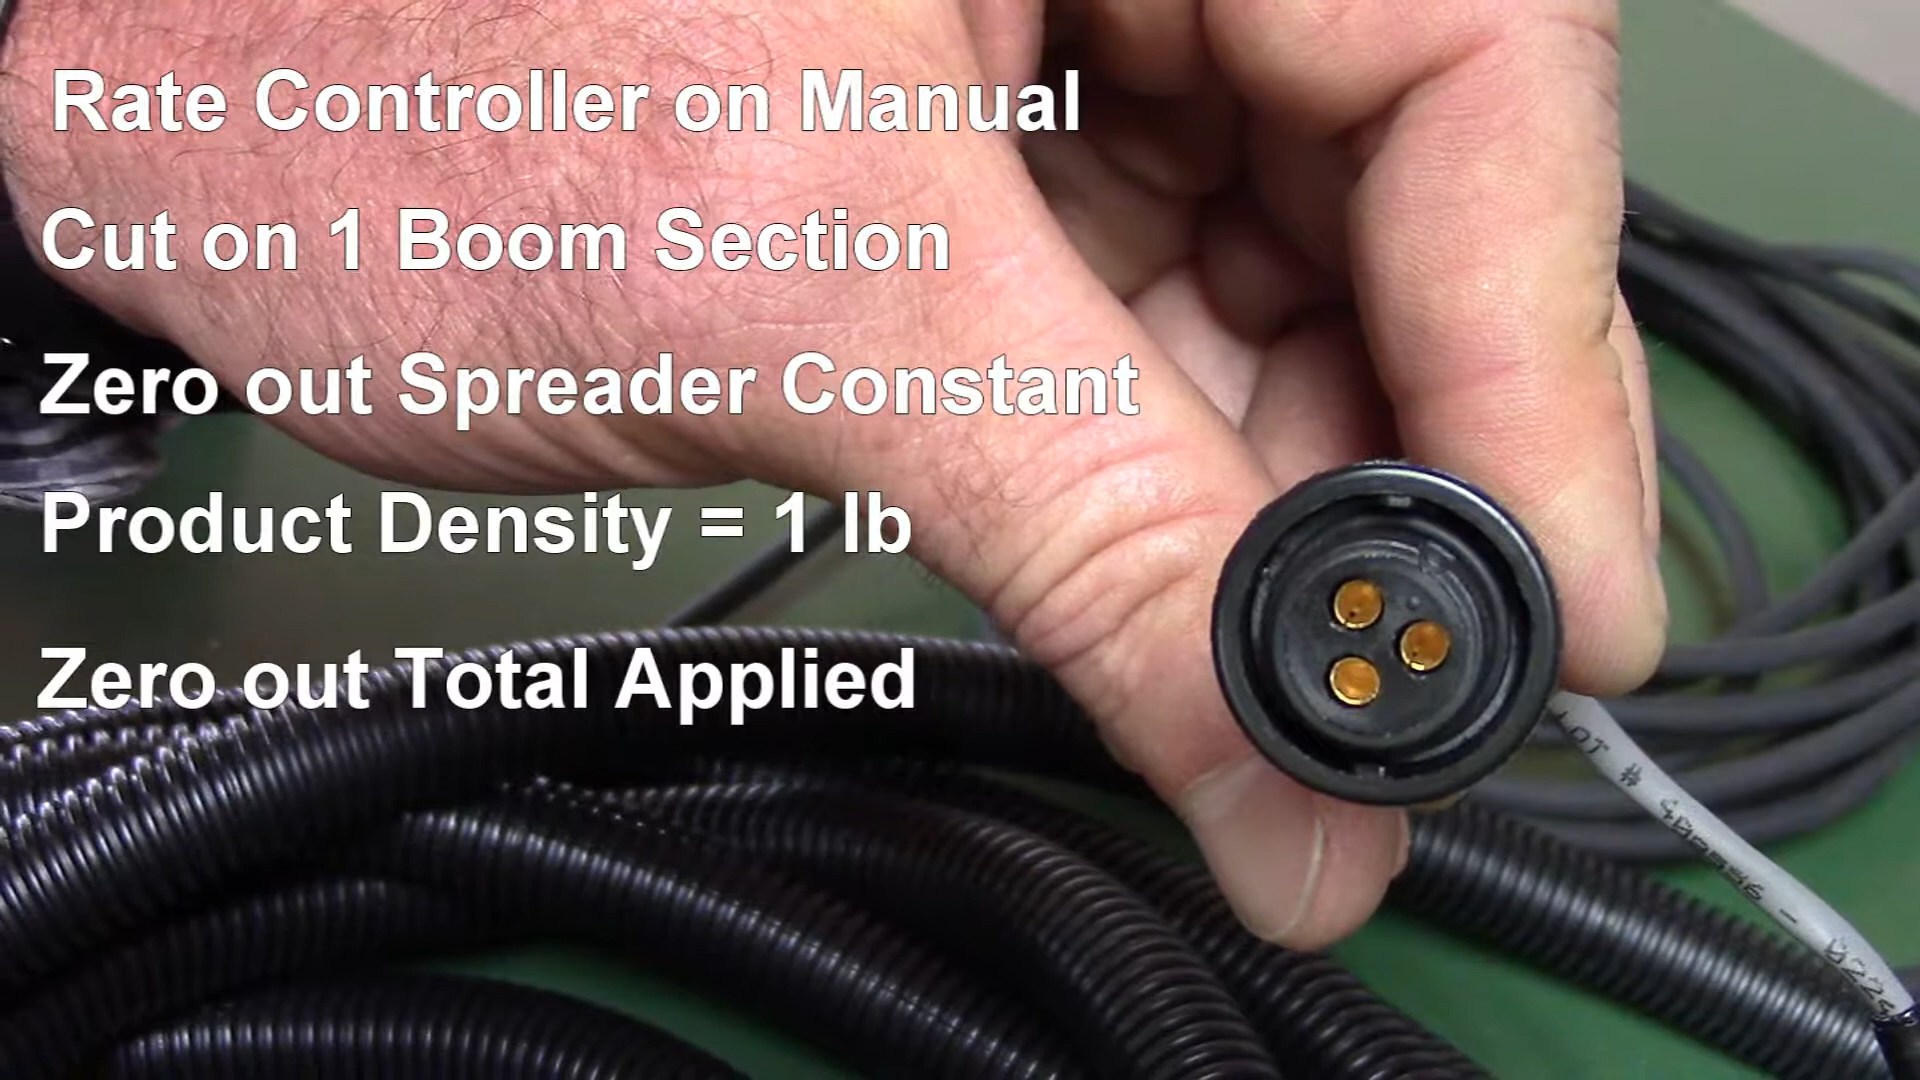 Rate Controller on Manual
Cut on 1 Boom Section
Zero out Spreader Constant
Product Density = 1 lb
Zero out Total Applied
LOT #